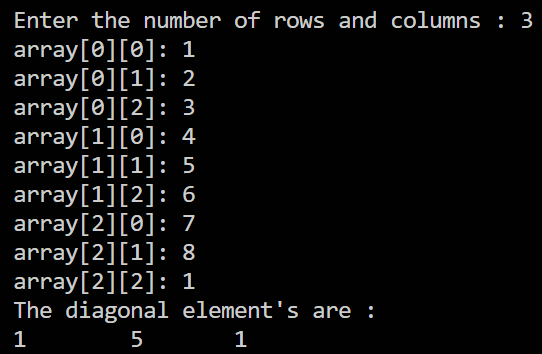 Enter the number of rows and columns : 3
array[0][0]: 1
array[0][1]: 2
array[0][2]: 3
array[1][0]: 4
array[1][1]: 5
array[1][2]: 6
array[2][0]: 7
array[2][1]: 8
array[2][2]: 1
The diagonal element's are :
1       5       1